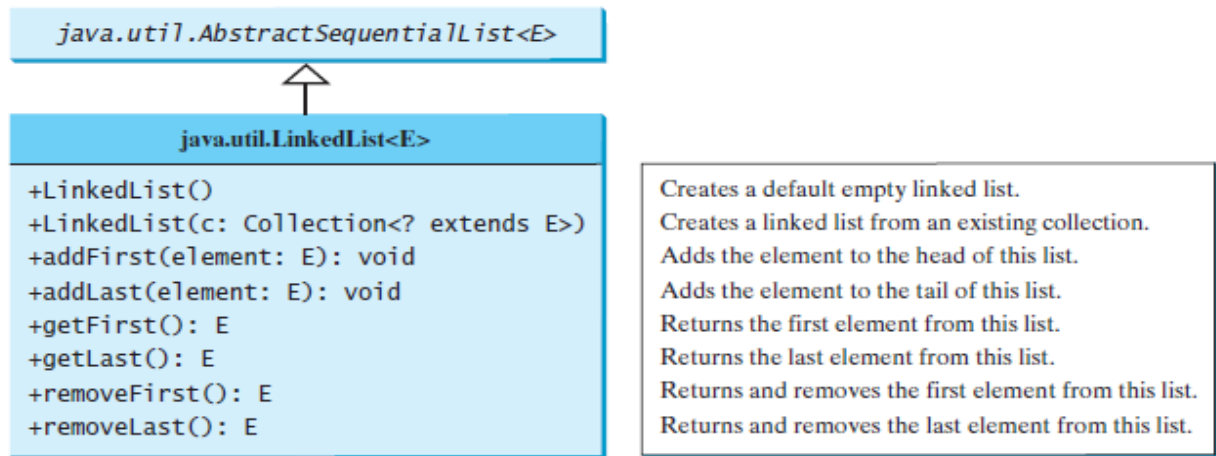 java.util.AbstractSequentialList<E>
java.util.LinkedList<E>
+LinkedList()
+LinkedList(c: Collection<? extends E>)
+addFirst(element: E): void
+addLast(element: E): void
+getFirst(): E
+getLast(): E
+removeFirst(): E
+removeLast(): E
Creates a default empty linked list.
Creates a linked list from an existing collection.
Adds the element to the head of this list.
Adds the element to the tail of this list.
Returns the first element from this list.
Returns the last element from this list.
Returns and removes the first element from this list.
Returns and removes the last element from this list.